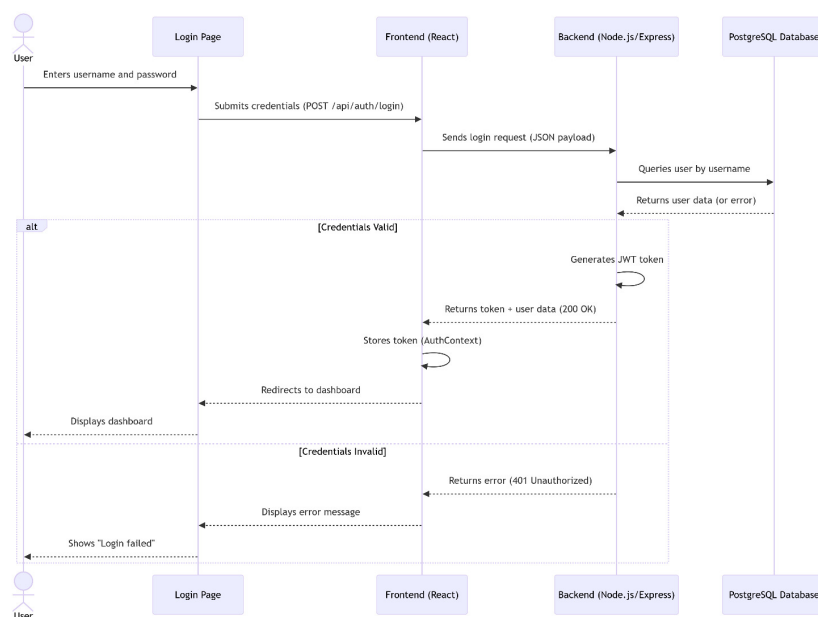 User
Login Page
Frontend (React)
Backend (Node.js/Express)
PostgreSQL Database
Enters username and password
Submits credentials (POST /api/auth/login)
Sends login request (JSON payload)
Queries user by username
Returns user data (or error)
alt
[Credentials Valid]
Generates JWT token
Returns token + user data (200 OK)
Stores token (AuthContext)
Redirects to dashboard
Displays dashboard
[Credentials Invalid]
Returns error (401 Unauthorized)
Displays error message
Shows "Login failed"
User
Login Page
Frontend (React)
Backend (Node.js/Express)
PostgreSQL Database